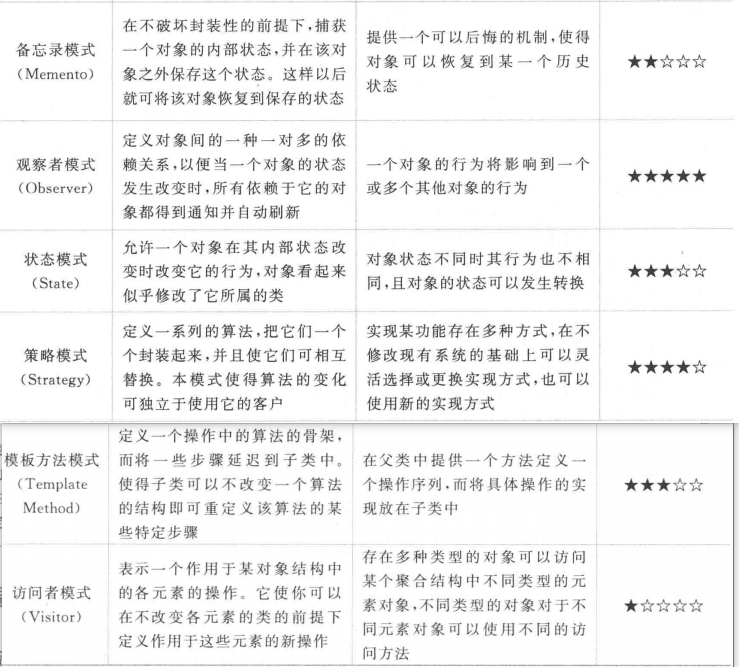 备忘录模式
（Memento）
在不破坏封装性的前提下,捕获
一个对象的内部状态,并在该对
象之外保存这个状态。这样以后
就可将该对象恢复到保存的状态
提供一个可以后悔的机制,使得
对象可以恢复到某一个历史
状态
★★☆☆☆
观察者模式
（Observer）
定义对象间的一种一对多的依
赖关系,以便当一个对象的状态
发生改变时,所有依赖于它的对
象都得到通知并自动刷新
一个对象的行为将影响到一个
或多个其他对象的行为
★★★★★
状态模式
（State）
允许一个对象在其内部状态改
变时改变它的行为,对象看起来
似乎修改了它所属的类
对象状态不同时其行为也不相
同,且对象的状态可以发生转换
★★★☆☆
策略模式
（Strategy）
定义一系列的算法,把它们一个
个封装起来,并且使它们可相互
替换。本模式使得算法的变化
可独立于使用它的客户
实现某功能存在多种方式,在不
修改现有系统的基础上可以灵
活选择或更换实现方式,也可以
使用新的实现方式
★★★★☆
模板方法模式
（Template
Method）
定义一个操作中的算法的骨架,
而将一些步骤延迟到子类中。
使得子类可以不改变一个算法
的结构即可重定义该算法的某
些特定步骤
在父类中提供一个方法定义一
个操作序列,而将具体操作的实
现放在子类中
★★★☆☆
访问者模式
（Visitor）
表示一个作用于某对象结构中
的各元素的操作。它使你可以
在不改变各元素的类的前提下
定义作用于这些元素的新操作
存在多种类型的对象可以访问
某个聚合结构中不同类型的元
素对象,不同类型的对象对于不
同元素对象可以使用不同的访
问方法
★☆☆☆☆